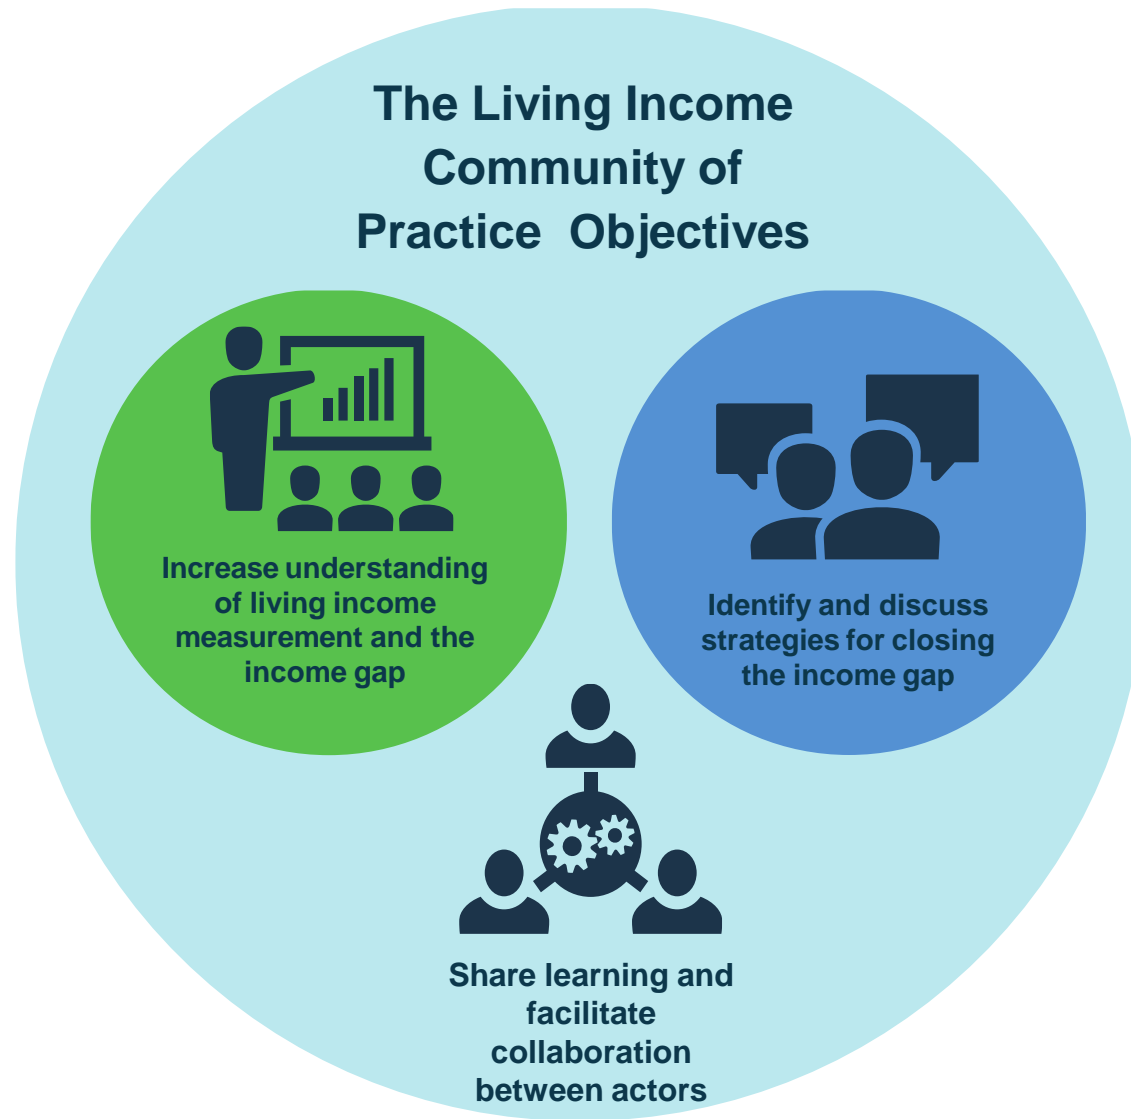 The Living Income
Community of
Practice  Objectives
Increase understanding
of living income
measurement and the
income gap
Identify and discuss
strategies for closing
the income gap
Share learning and
facilitate
collaboration
between actors